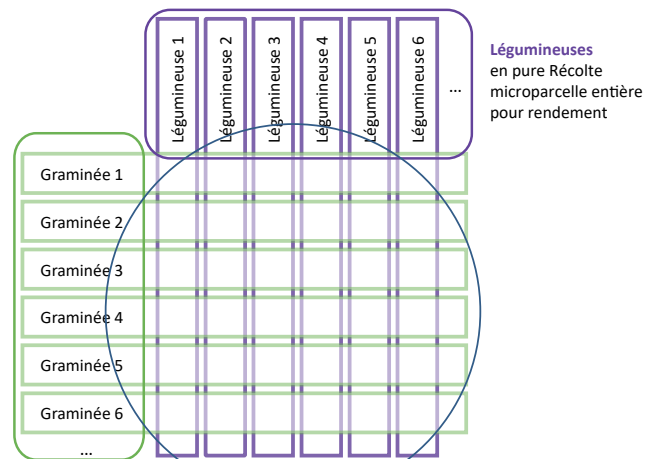 Légumineuse 1
Légumineuse 2
Légumineuse 3
Légumineuse 4
Légumineuse 5
Légumineuse 6
...
Légumineuses
en pure Récolte
microparcelle entière
pour rendement
Graminée 1
Graminée 2
Graminée 3
Graminée 4
Graminée 5
Graminée 6
...